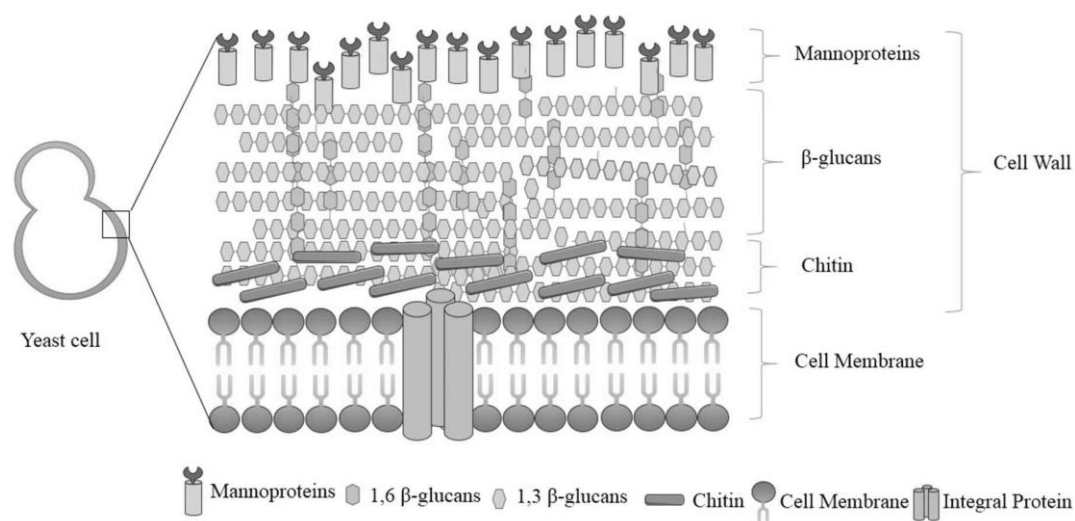 Mannoproteins
β-glucans
Cell Wall
Chitin
Yeast cell
Cell Membrane
Mannoproteins
1,6 β-glucans
1,3 β-glucans
Chitin
Cell Membrane
Integral Protein